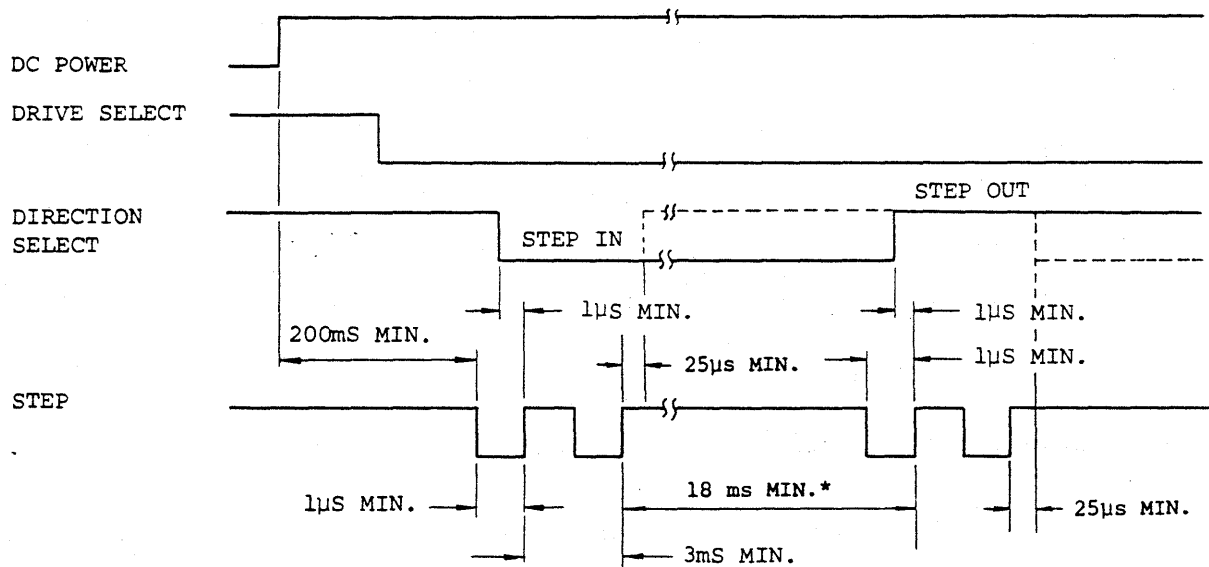 DC POWER
DRIVE SELECT
STEP OUT
DIRECTION
SELECT
STEP IN
1µS MIN.
1µS MIN.
200mS MIN.
1µS MIN.
25µs MIN.
STEP
18 ms MIN.*
1µS MIN.
25µs MIN.
3mS MIN.